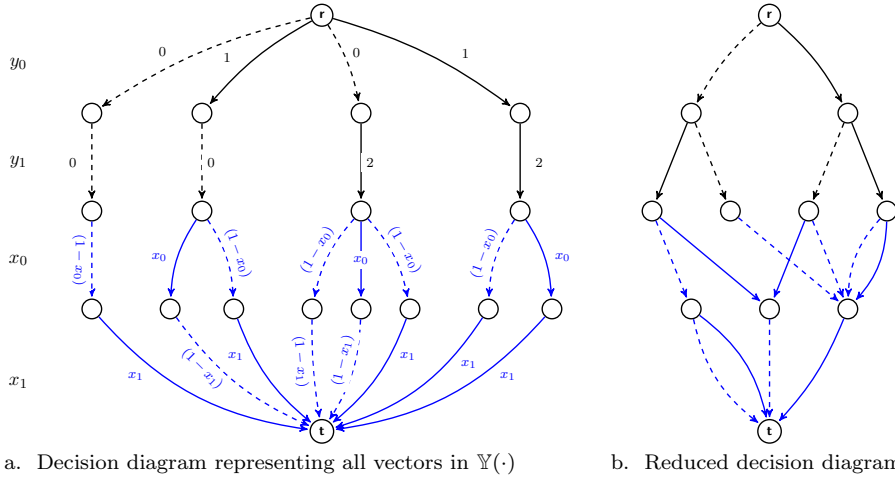 r
r
0
1
0
1
y₀
y₁
0
0
2
2
x₀
(1 − x₀)
x₀
(1 − x₀)
(1 − x₀)
x₀
(1 − x₀)
(1 − x₀)
x₀
x₁
x₁
(1 − x₁)
x₁
(1 − x₁)
(1 − x₁)
x₁
x₁
x₁
t
t
a. Decision diagram representing all vectors in 𝕐(·)
b. Reduced decision diagram